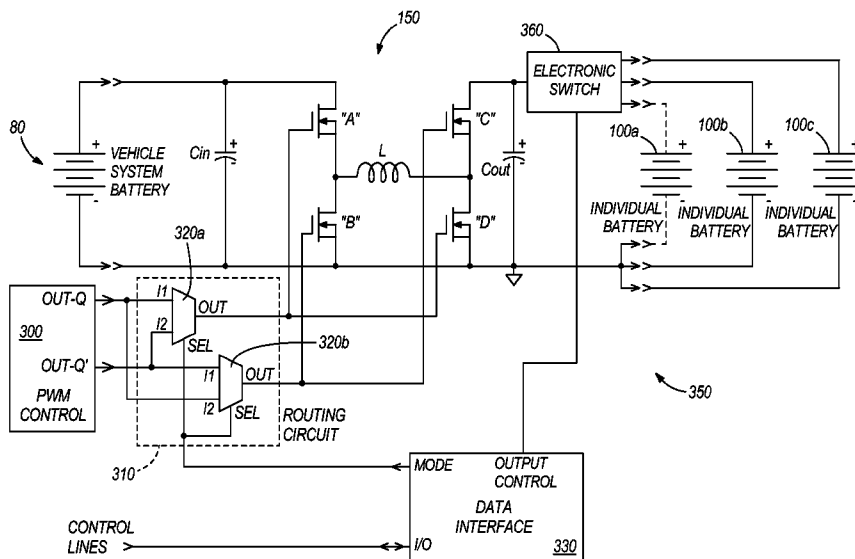 150
360
ELECTRONIC
SWITCH
80
+
VEHICLE
SYSTEM
BATTERY
-
Cin
+
-
"A"
"B"
L
"C"
"D"
+
-
Cout
100a
+
-
INDIVIDUAL
BATTERY
100b
+
-
INDIVIDUAL
BATTERY
100c
+
-
INDIVIDUAL
BATTERY
320a
OUT-Q
300
OUT-Q'
PWM
CONTROL
I1
I2
OUT
SEL
320b
I1
I2
OUT
SEL
ROUTING
CIRCUIT
310
350
MODE
OUTPUT
CONTROL
DATA
INTERFACE
I/O
330
CONTROL
LINES